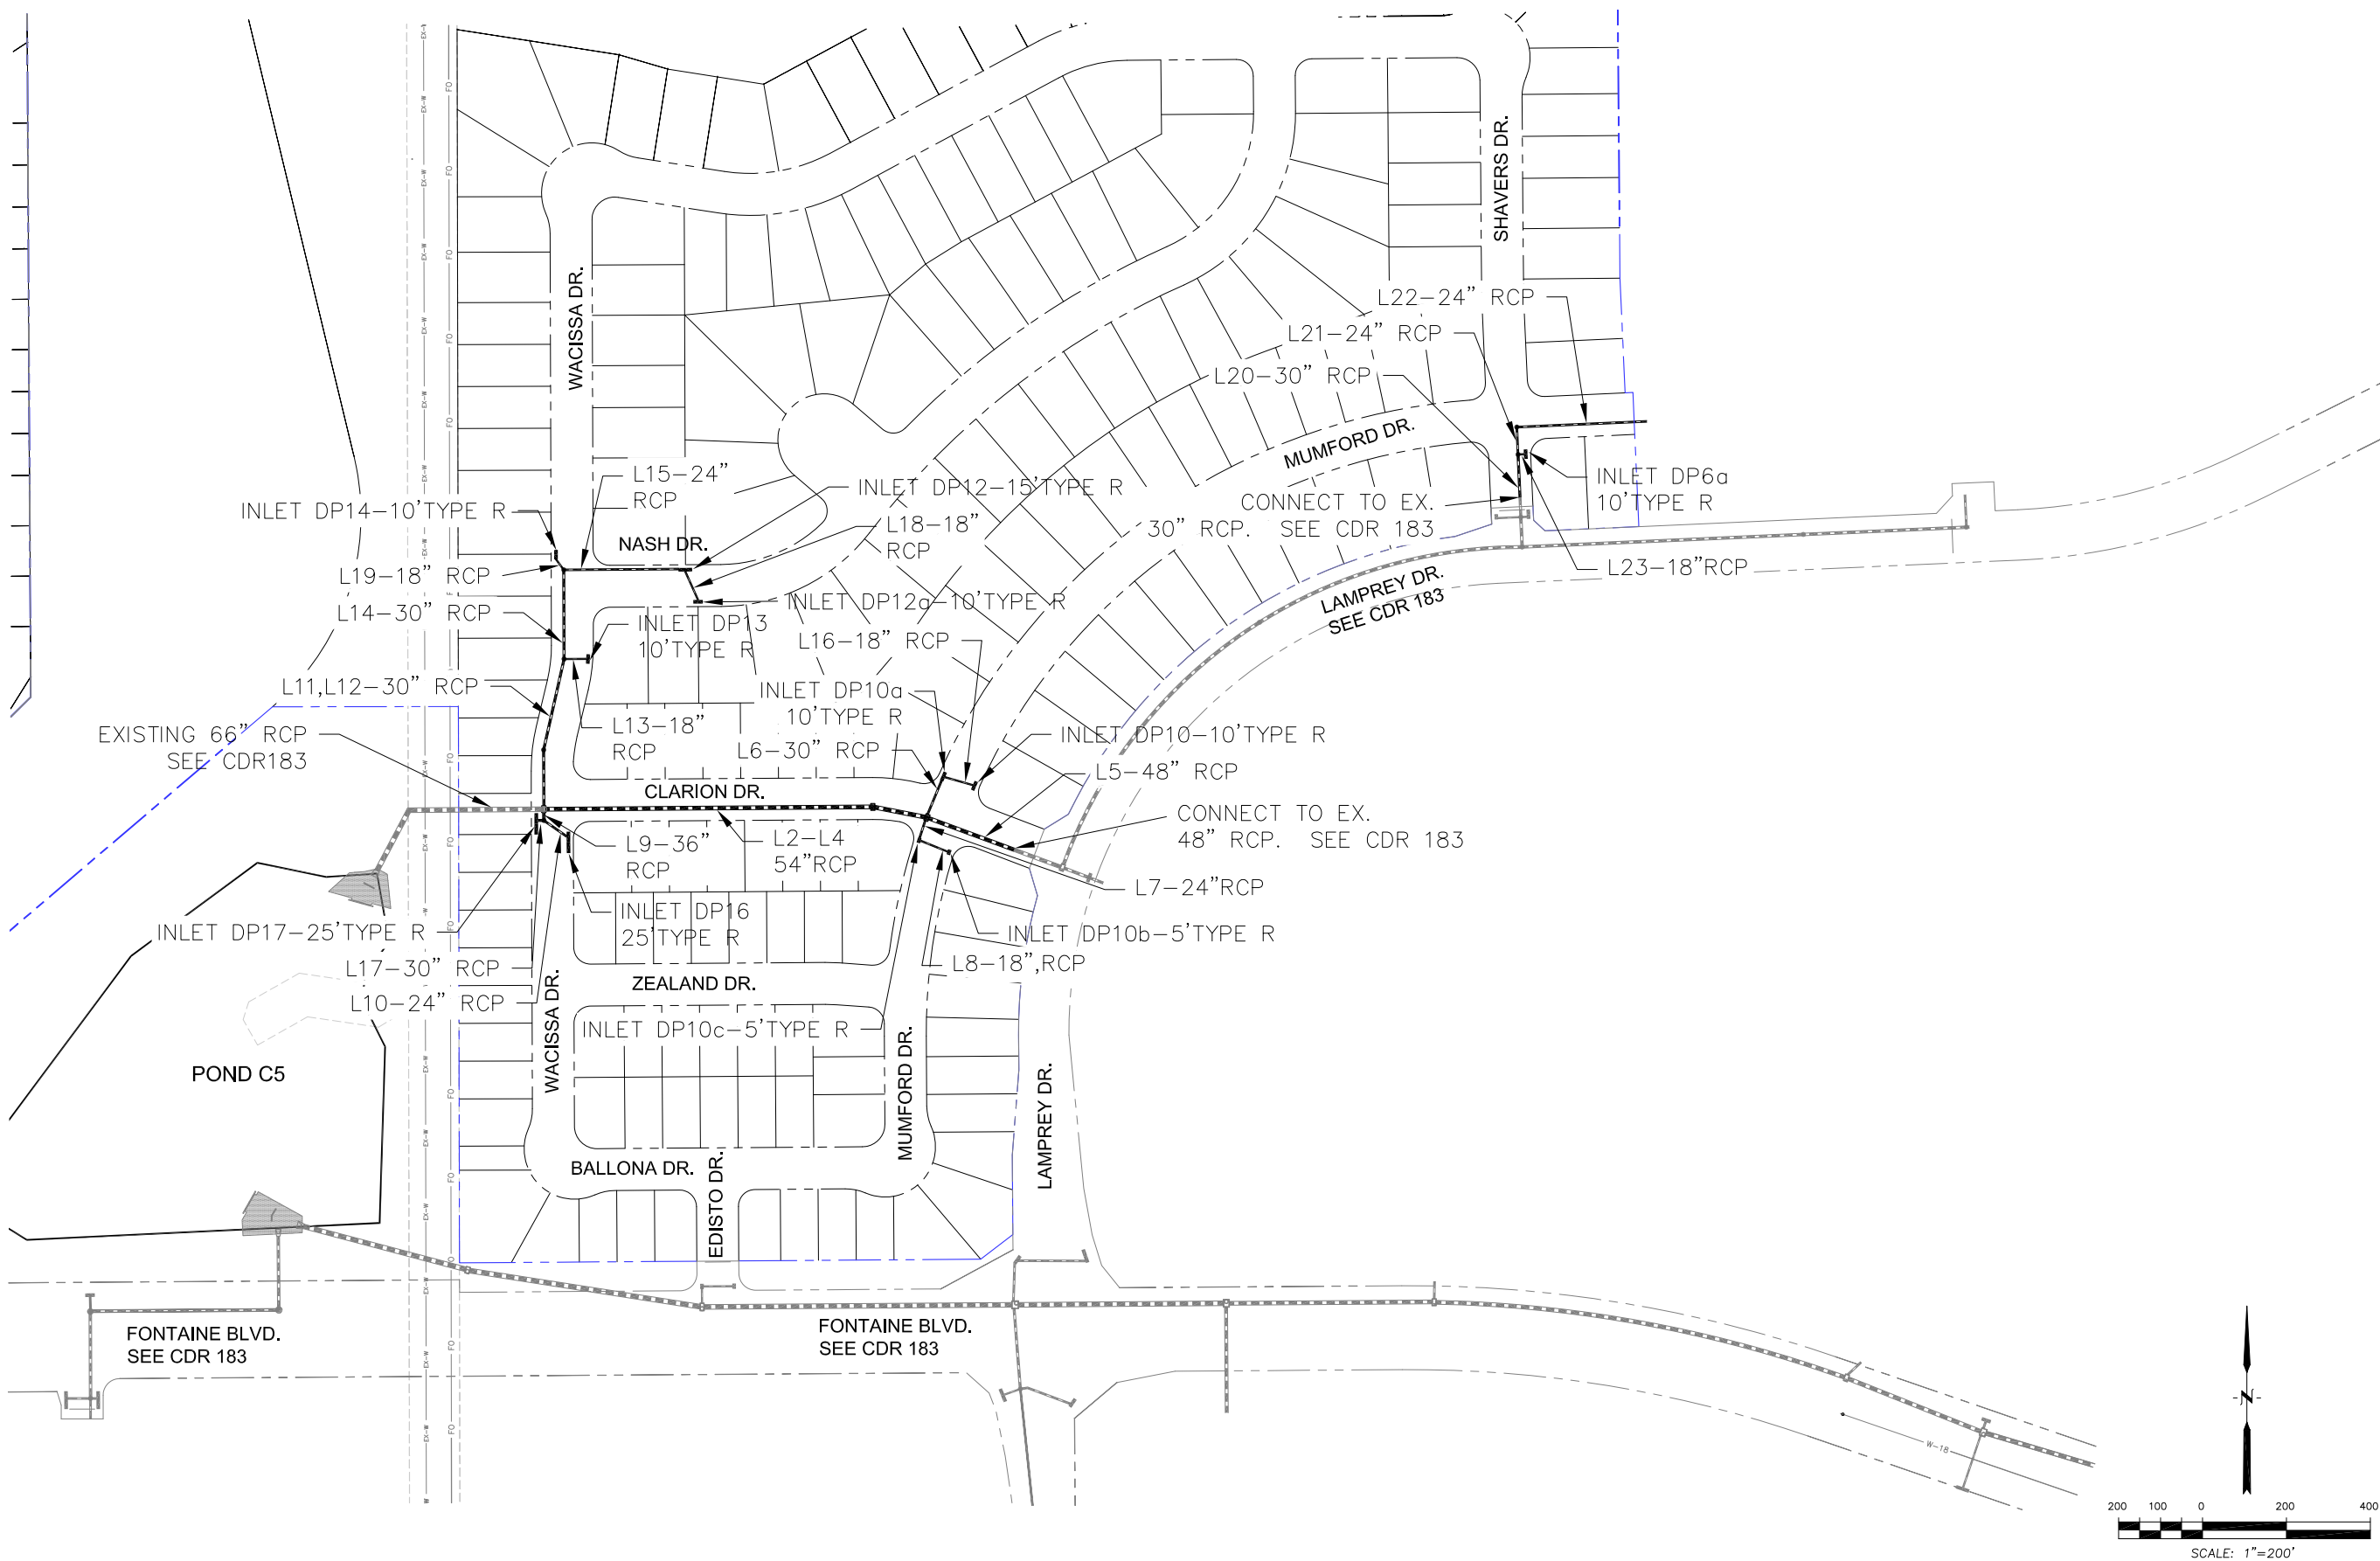 SHAVERS DR.
WACISSA DR.
L22-24" RCP
L21-24" RCP
L20-30" RCP
MUMFORD DR.
L15-24"
RCP
INLET DP12-15'TYPE R
INLET DP6a
10'TYPE R
INLET DP14-10'TYPE R
CONNECT TO EX.
30" RCP. SEE CDR 183
L18-18"
RCP
NASH DR.
L19-18" RCP
L23-18"RCP
LAMPREY DR.
SEE CDR 183
L14-30" RCP
INLET DP12a-10'TYPE R
INLET DP13
10'TYPE R
L16-18" RCP
L11,L12-30" RCP
INLET DP10a
10'TYPE R
L13-18"
RCP
EXISTING 66" RCP
SEE CDR183
L6-30" RCP
INLET DP10-10'TYPE R
L5-48" RCP
CLARION DR.
CONNECT TO EX.
48" RCP. SEE CDR 183
L9-36"
RCP
L2-L4
54"RCP
L7-24"RCP
INLET DP16
25'TYPE R
INLET DP17-25'TYPE R
INLET DP10b-5'TYPE R
L17-30" RCP
L8-18",RCP
ZEALAND DR.
L10-24" RCP
WACISSA DR.
INLET DP10c-5'TYPE R
MUMFORD DR.
POND C5
LAMPREY DR.
BALLONA DR.
EDISTO DR.
FONTAINE BLVD.
SEE CDR 183
FONTAINE BLVD.
SEE CDR 183
W-18
N
200 100 0 200 400
SCALE: 1"=200'